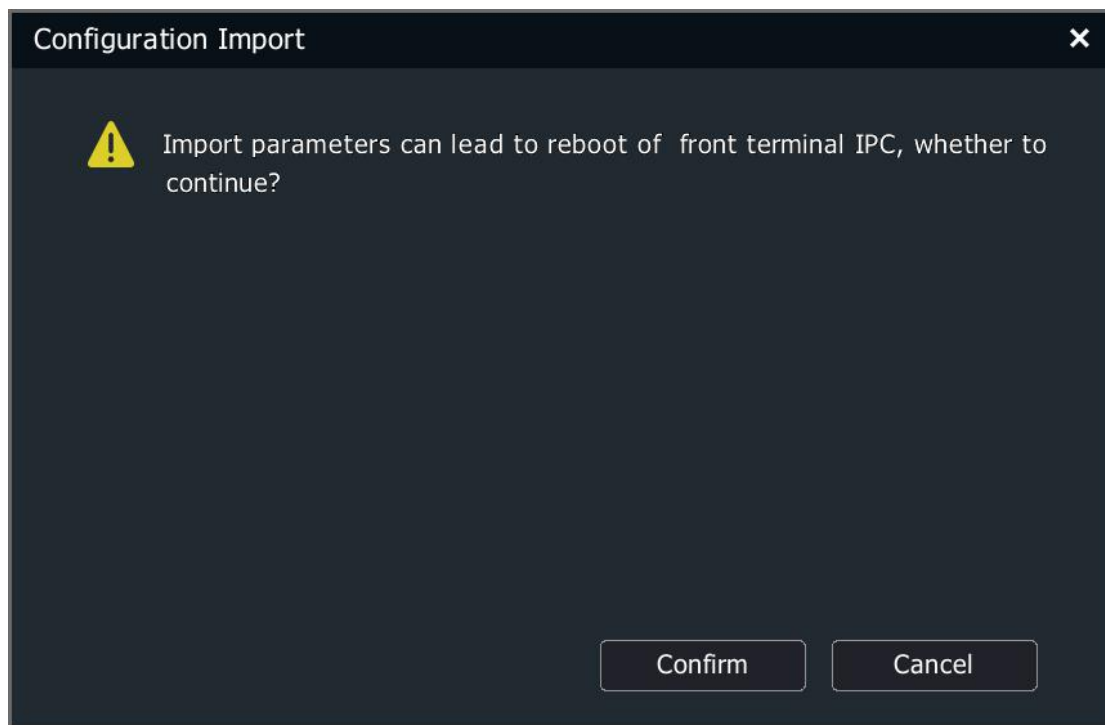 Configuration Import
Import parameters can lead to reboot of front terminal IPC, whether to
continue?
Confirm
Cancel